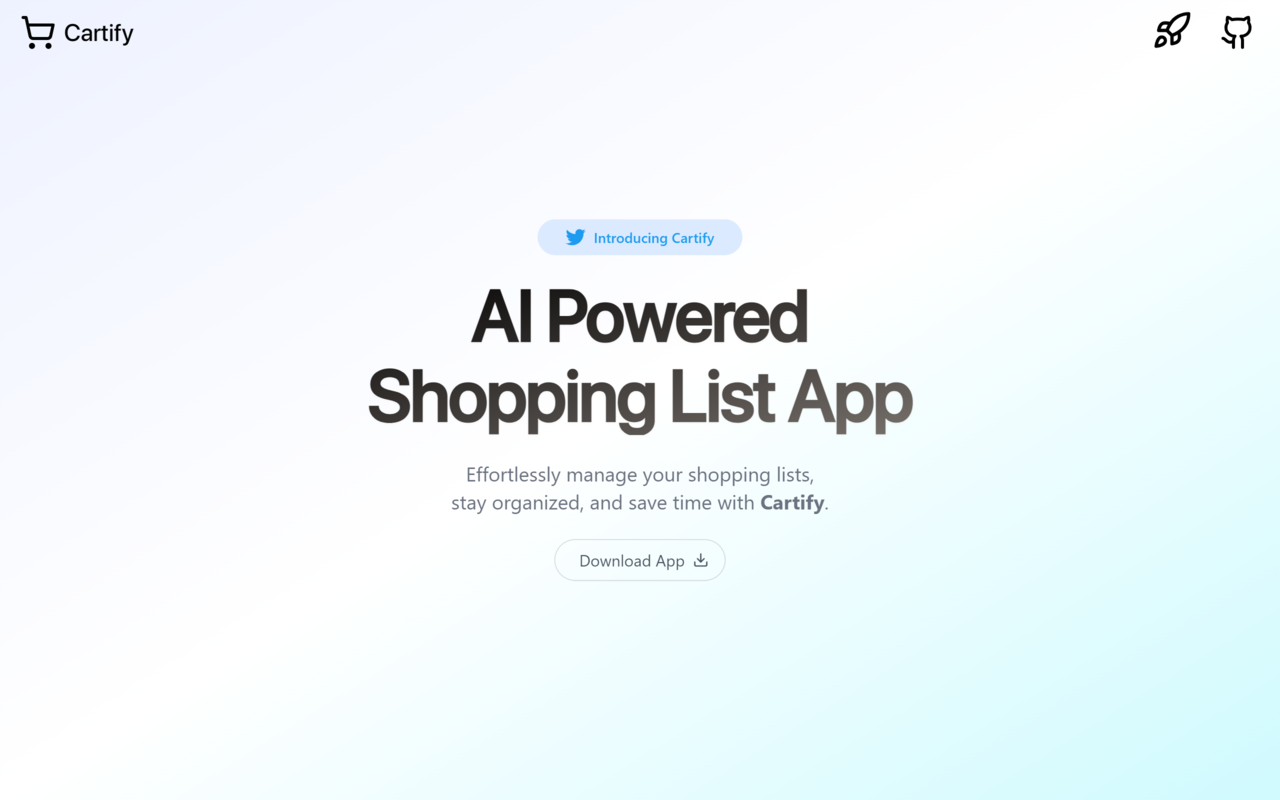 Cartify
Introducing Cartify
AI Powered
Shopping List App
Effortlessly manage your shopping lists,
stay organized, and save time with Cartify.
Download App